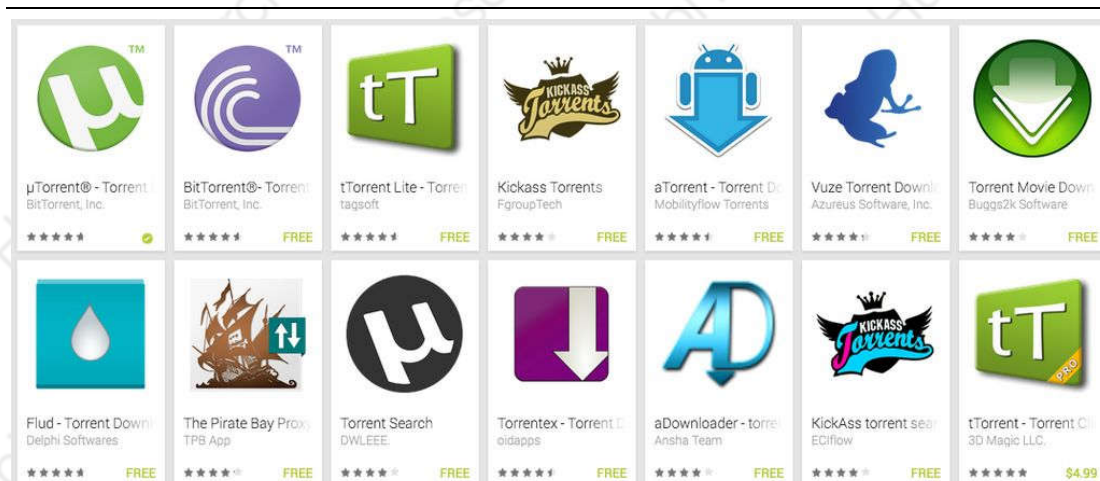 TM
TM
tT
KICKASS
Torrents
µTorrent® - Torrent
BitTorrent, Inc.
BitTorrent®- Torrent
BitTorrent, Inc.
FREE
tTorrent Lite - Torre
tagsoft
FREE
Kickass Torrents
FgroupTech
FREE
aTorrent - Torrent Do
Mobilityflow Torrents
FREE
Vuze Torrent Downl
Azureus Software, Inc.
FREE
Torrent Movie Down
Buggs2k Software
FREE
µ
KICKASS
Torrents
tT
PRO
Flud - Torrent Down
Delphi Softwares
FREE
The Pirate Bay Prox
TPB App
FREE
Torrent Search
DWLEEE.
FREE
Torrentex - Torrent D
oidapps
FREE
aDownloader - torre
Ansha Team
FREE
KickAss torrent sea
ECIflow
FREE
tTorrent - Torrent Cli
3D Magic LLC.
$4.99